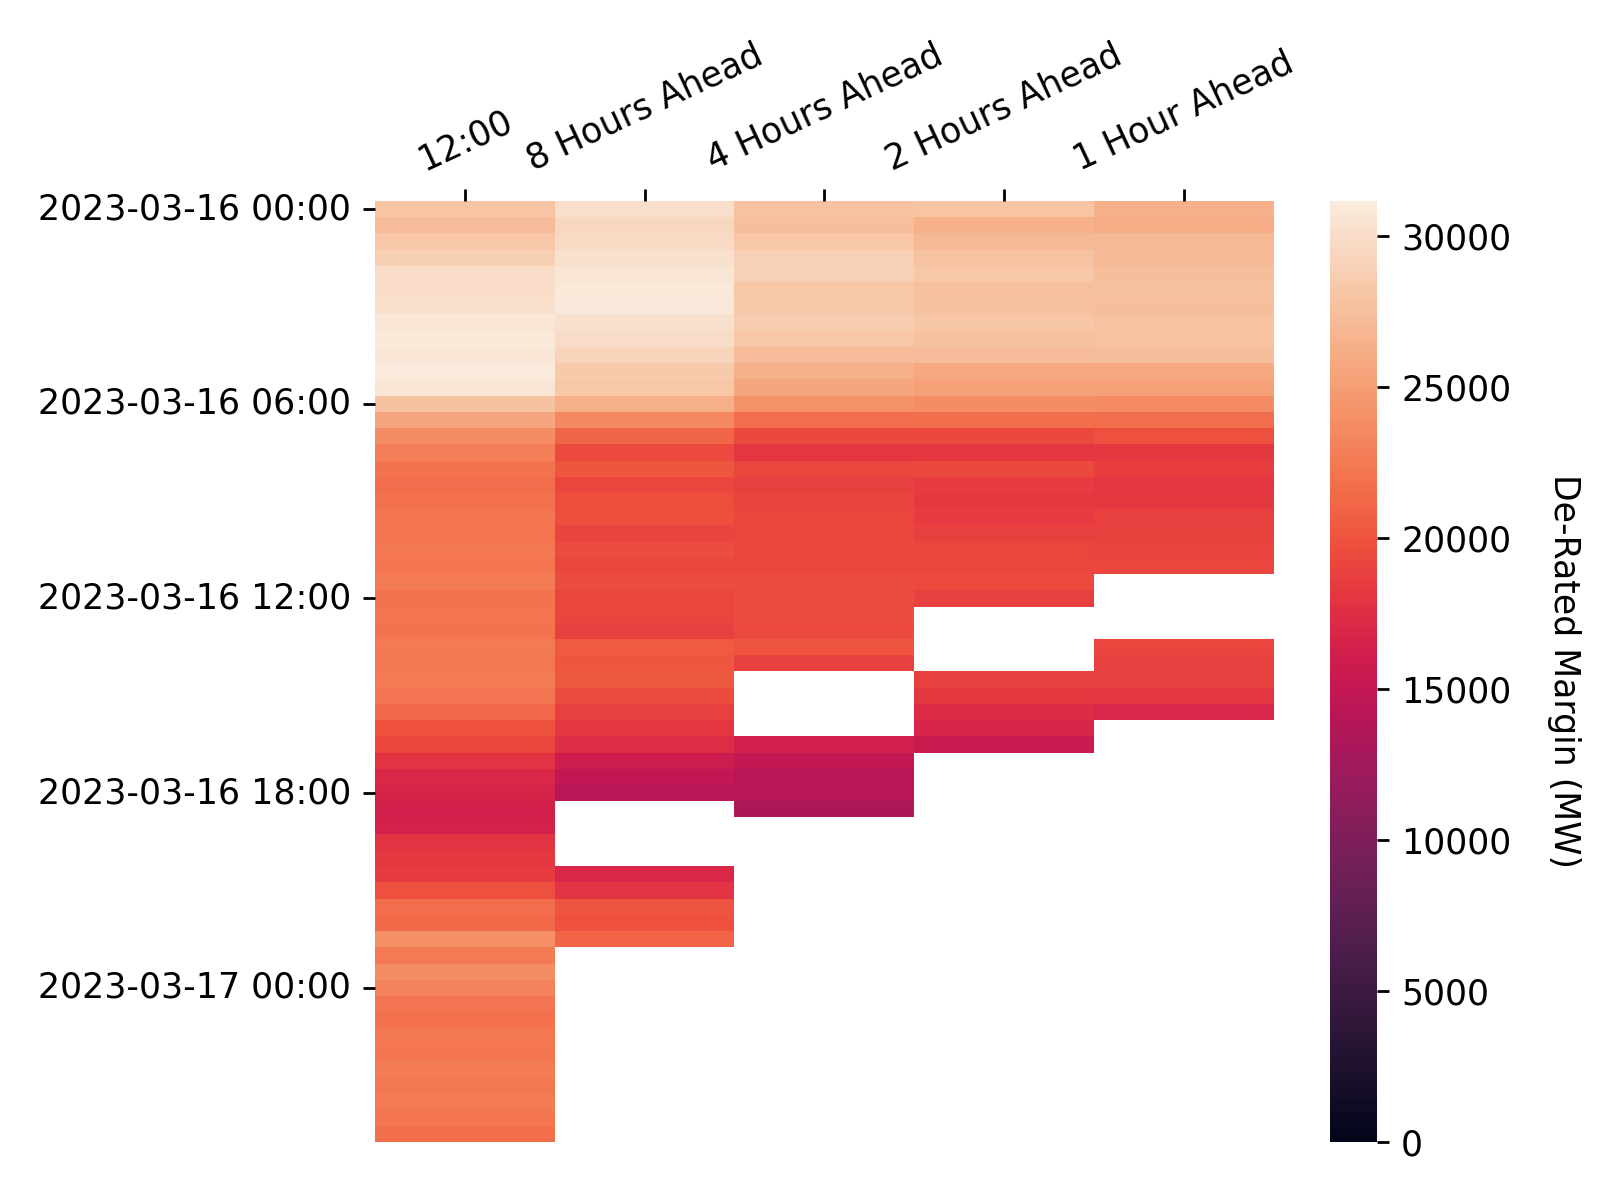 12:00
8 Hours Ahead
4 Hours Ahead
2 Hours Ahead
1 Hour Ahead
2023-03-16 00:00
2023-03-16 06:00
2023-03-16 12:00
2023-03-16 18:00
2023-03-17 00:00
30000
25000
20000
15000
10000
5000
0
De-Rated Margin (MW)